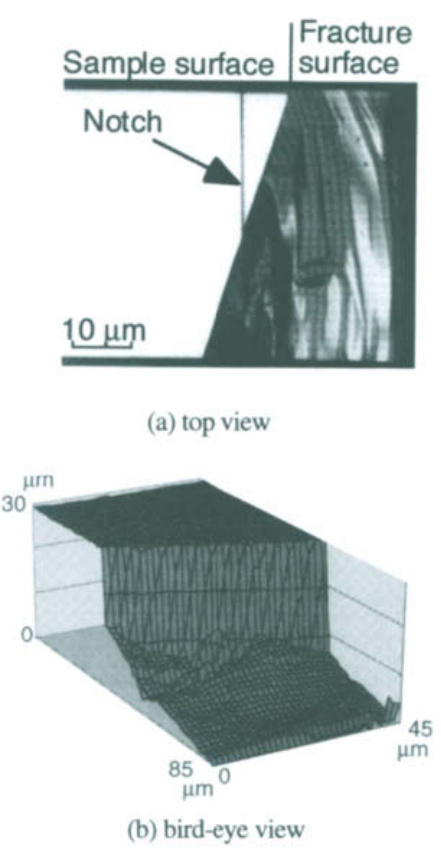 Fracture
Sample surface surface
Notch
10 μm
(a) top view
μm
30
0
85
μm
0
45
μm
(b) bird-eye view